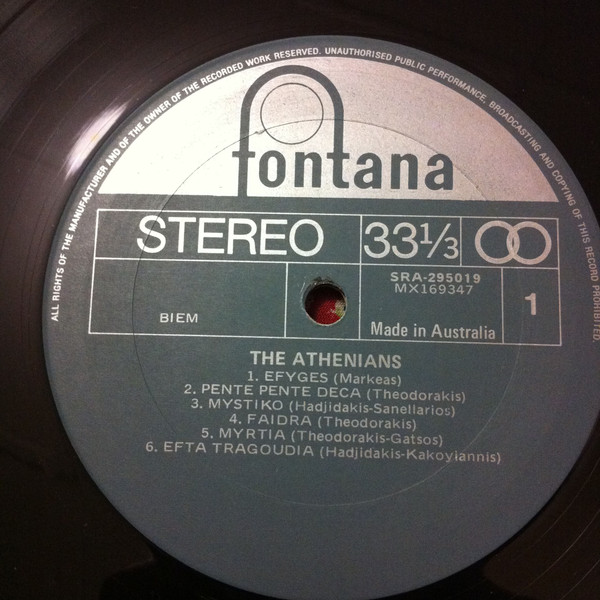 ALL RIGHTS OF THE MANUFACTURER AND OF THE OWNER OF THE RECORDED WORK RESERVED. UNAUTHORISED PUBLIC PERFORMANCE, BROADCASTING AND COPYING OF THIS RECORD PROHIBITED.
fontana
STEREO 33⅓
SRA-295019
MX169347
1
BIEM
Made in Australia
THE ATHENIANS
1. EFYGES (Markeas)
2. PENTE PENTE DECA (Theodorakis)
3. MYSTIKO (Hadjidakis-Sanellarios)
4. FAIDRA (Theodorakis)
5. MYRTIA (Theodorakis-Gatsos)
6. EFTA TRAGOUDIA (Hadjidakis-Kakoyiannis)